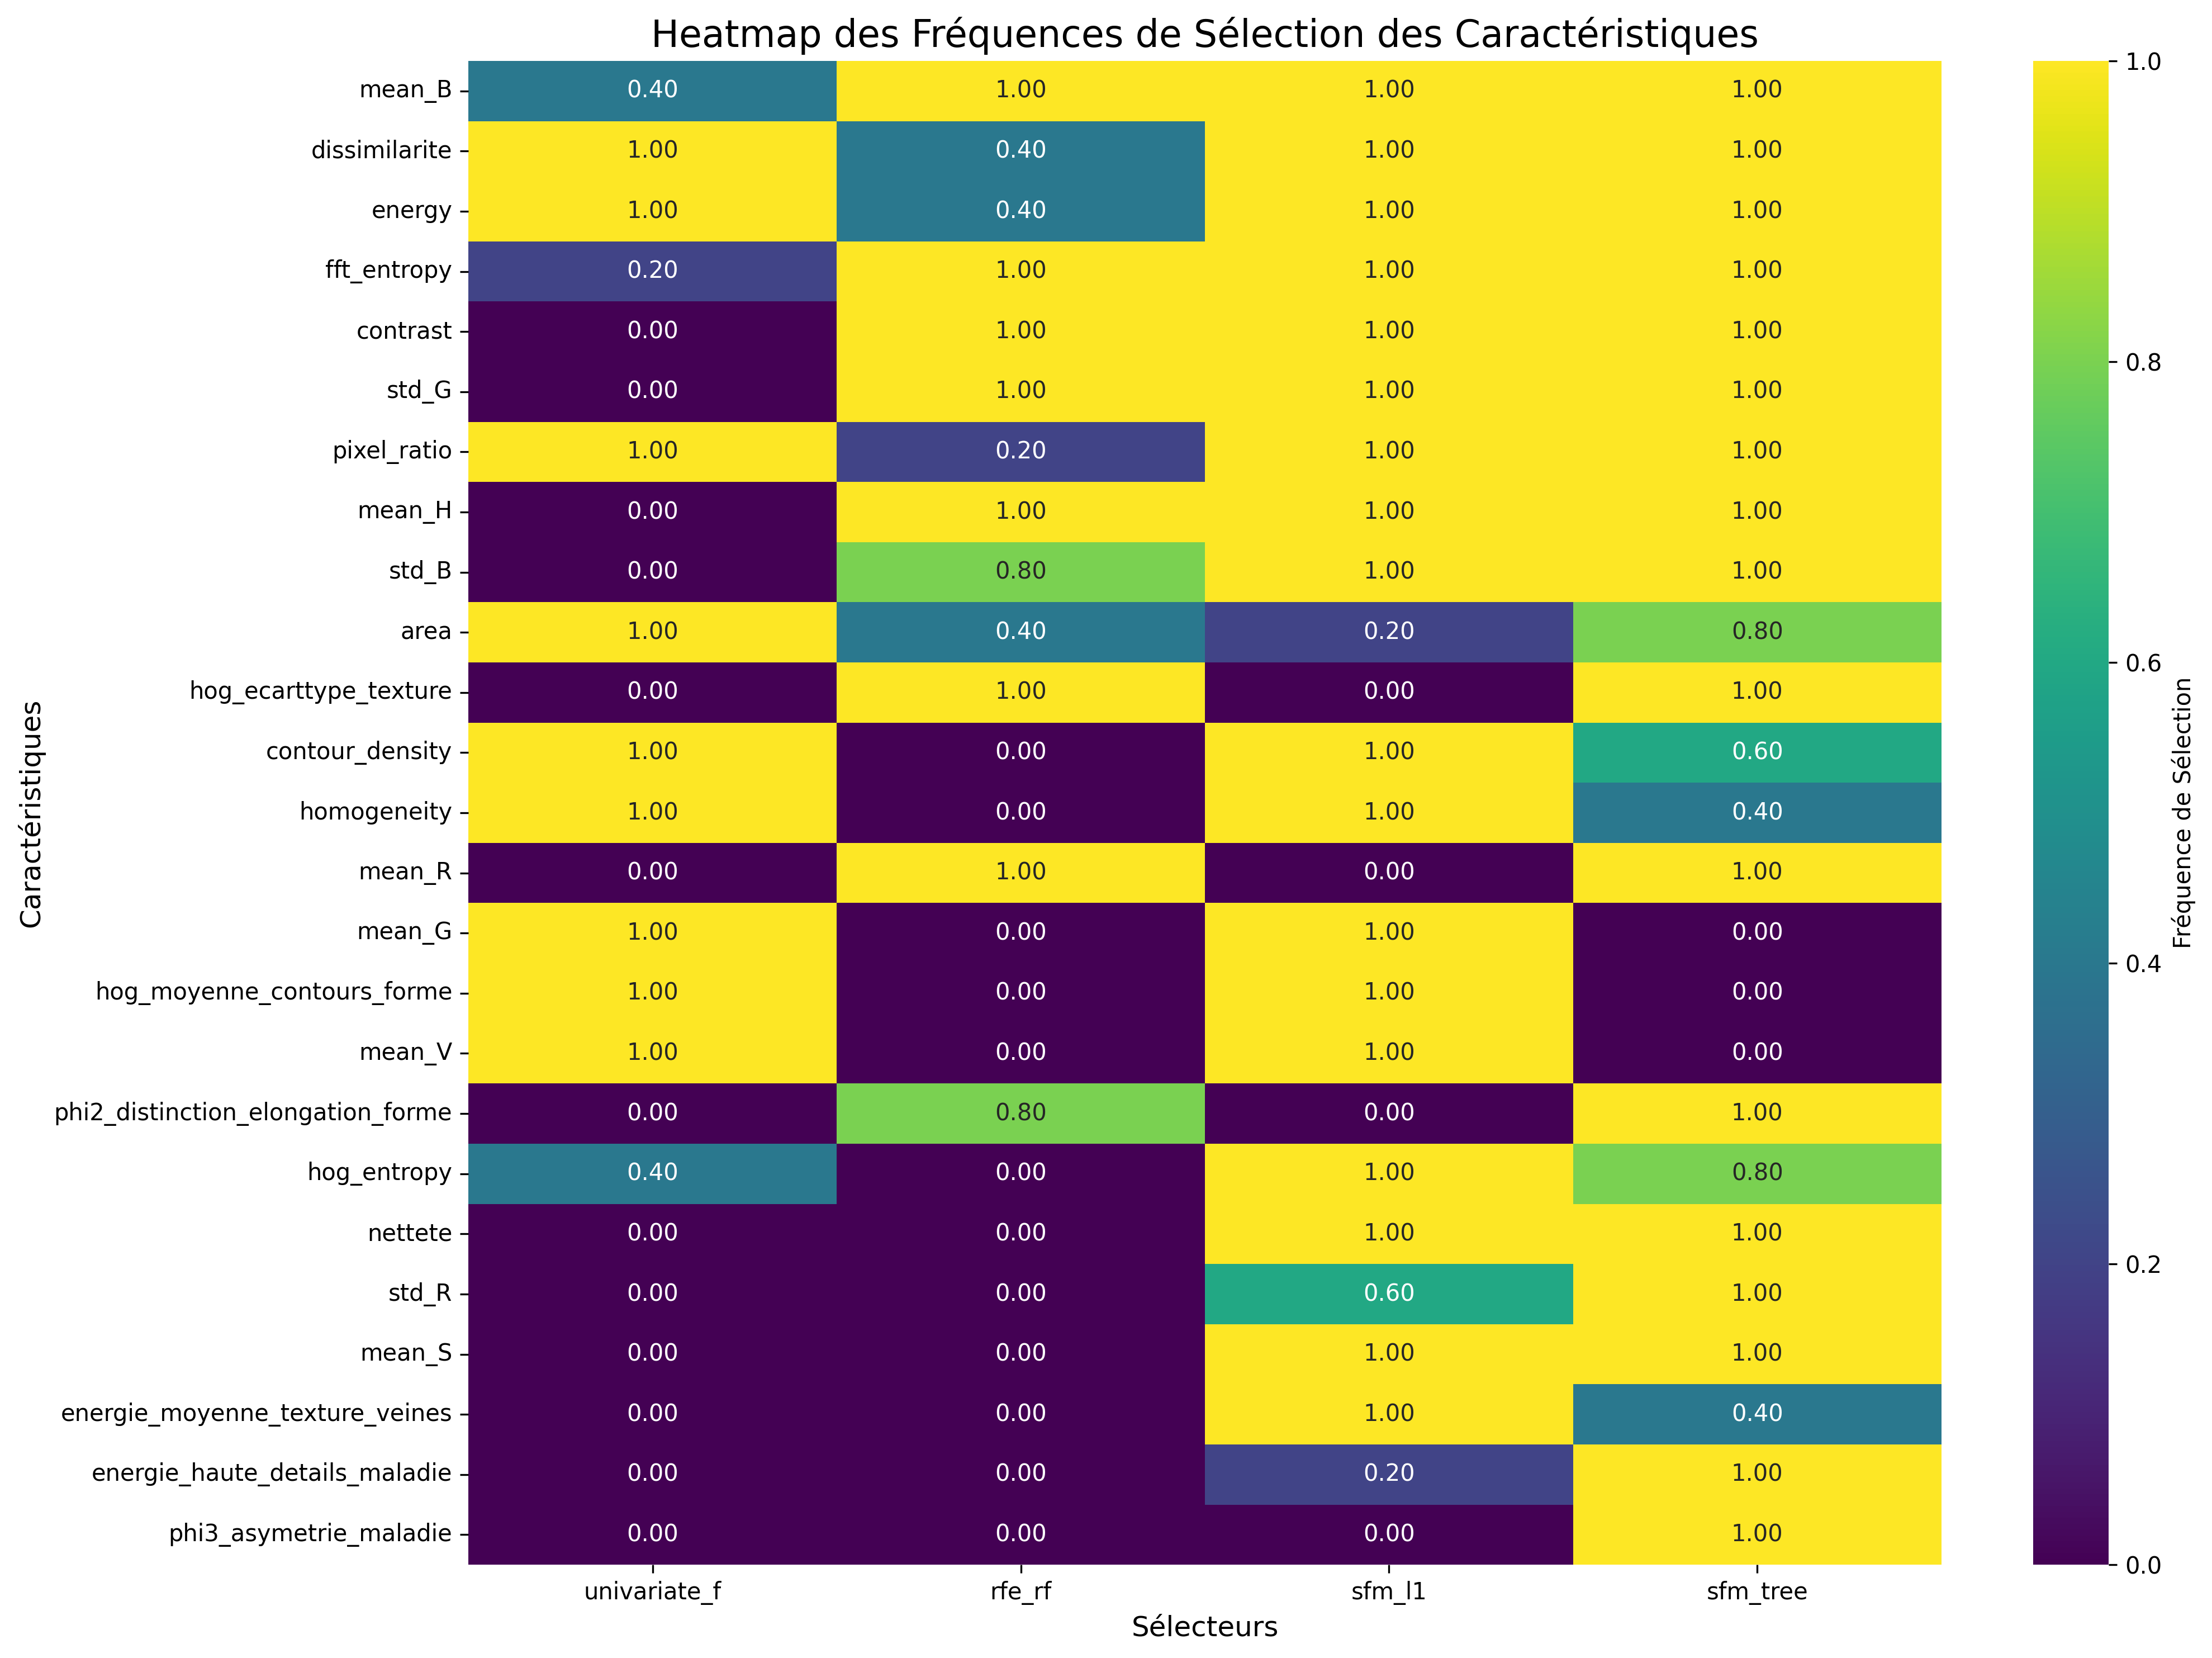 Heatmap des Fréquences de Sélection des Caractéristiques
mean_B 0.40 1.00 1.00 1.00
dissimilarite 1.00 0.40 1.00 1.00
energy 1.00 0.40 1.00 1.00
fft_entropy 0.20 1.00 1.00 1.00
contrast 0.00 1.00 1.00 1.00
std_G 0.00 1.00 1.00 1.00
pixel_ratio 1.00 0.20 1.00 1.00
mean_H 0.00 1.00 1.00 1.00
std_B 0.00 0.80 1.00 1.00
area 1.00 0.40 0.20 0.80
hog_ecarttype_texture 0.00 1.00 0.00 1.00
contour_density 1.00 0.00 1.00 0.60
homogeneity 1.00 0.00 1.00 0.40
mean_R 0.00 1.00 0.00 1.00
mean_G 1.00 0.00 1.00 0.00
hog_moyenne_contours_forme 1.00 0.00 1.00 0.00
mean_V 1.00 0.00 1.00 0.00
phi2_distinction_elongation_forme 0.00 0.80 0.00 1.00
hog_entropy 0.40 0.00 1.00 0.80
nettete 0.00 0.00 1.00 1.00
std_R 0.00 0.00 0.60 1.00
mean_S 0.00 0.00 1.00 1.00
energie_moyenne_texture_veines 0.00 0.00 1.00 0.40
energie_haute_details_maladie 0.00 0.00 0.20 1.00
phi3_asymetrie_maladie 0.00 0.00 0.00 1.00
univariate_f rfe_rf sfm_l1 sfm_tree
Sélecteurs
Caractéristiques
1.0
0.8
0.6
0.4
0.2
0.0
Fréquence de Sélection